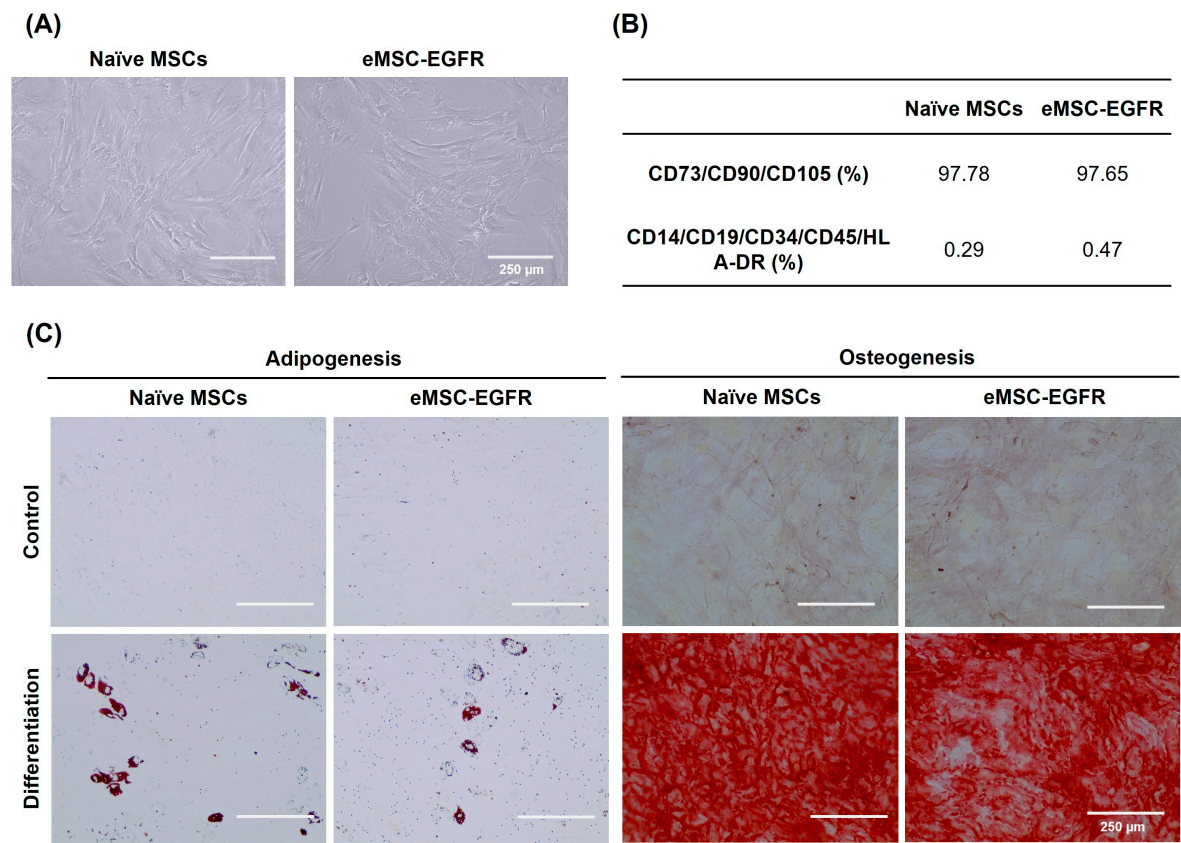 (A)
Naïve MSCs eMSC-EGFR
250 µm
(B)
Naïve MSCs eMSC-EGFR
CD73/CD90/CD105 (%) 97.78 97.65
CD14/CD19/CD34/CD45/HL
A-DR (%) 0.29 0.47
(C)
Adipogenesis Osteogenesis
Naïve MSCs eMSC-EGFR Naïve MSCs eMSC-EGFR
Control
Differentiation
250 µm